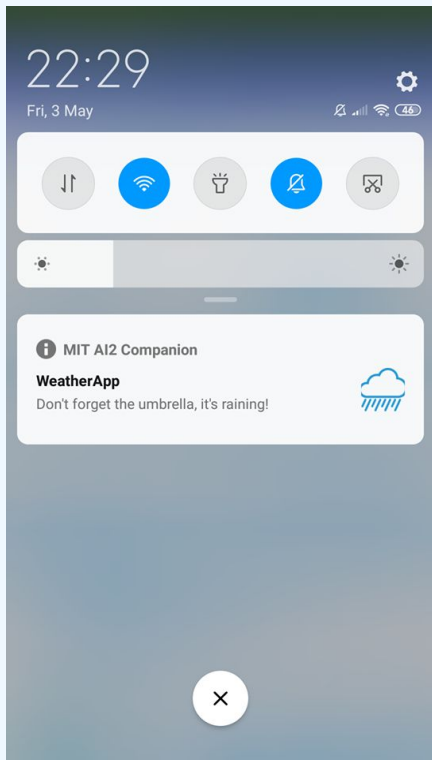 22:29
Fri, 3 May
46
MIT AI2 Companion
WeatherApp
Don't forget the umbrella, it's raining!